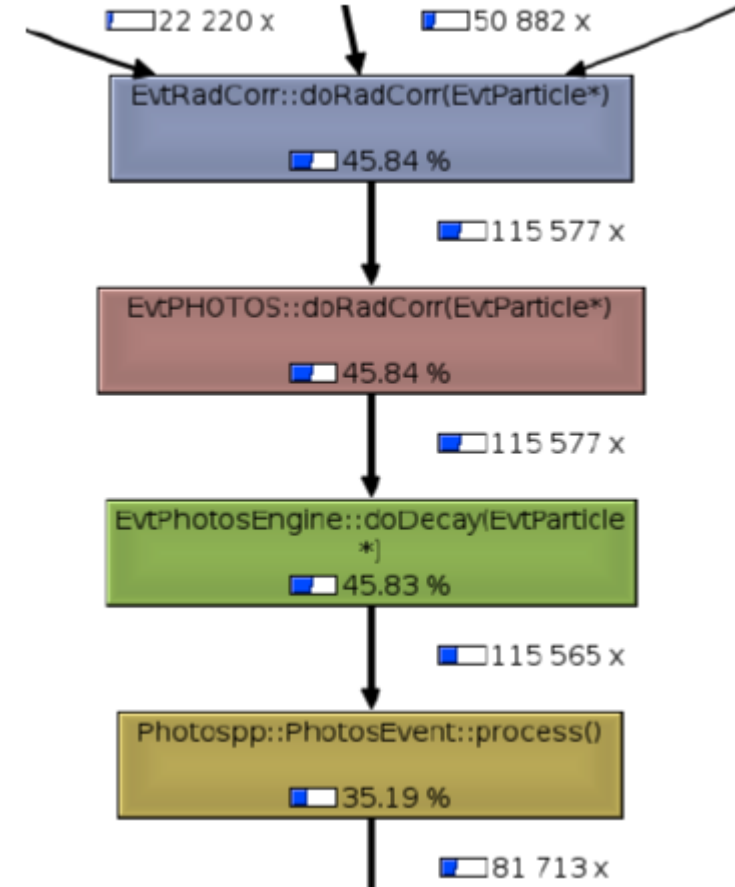 22 220 x
50 882 x
EvtRadCorr::doRadCorr(EvtParticle*)
45.84 %
115 577 x
EvtPHOTOS::doRadCorr(EvtParticle*)
45.84 %
115 577 x
EvtPhotosEngine::doDecay(EvtParticle
*)
45.83 %
115 565 x
Photospp::PhotosEvent::process()
35.19 %
81 713 x